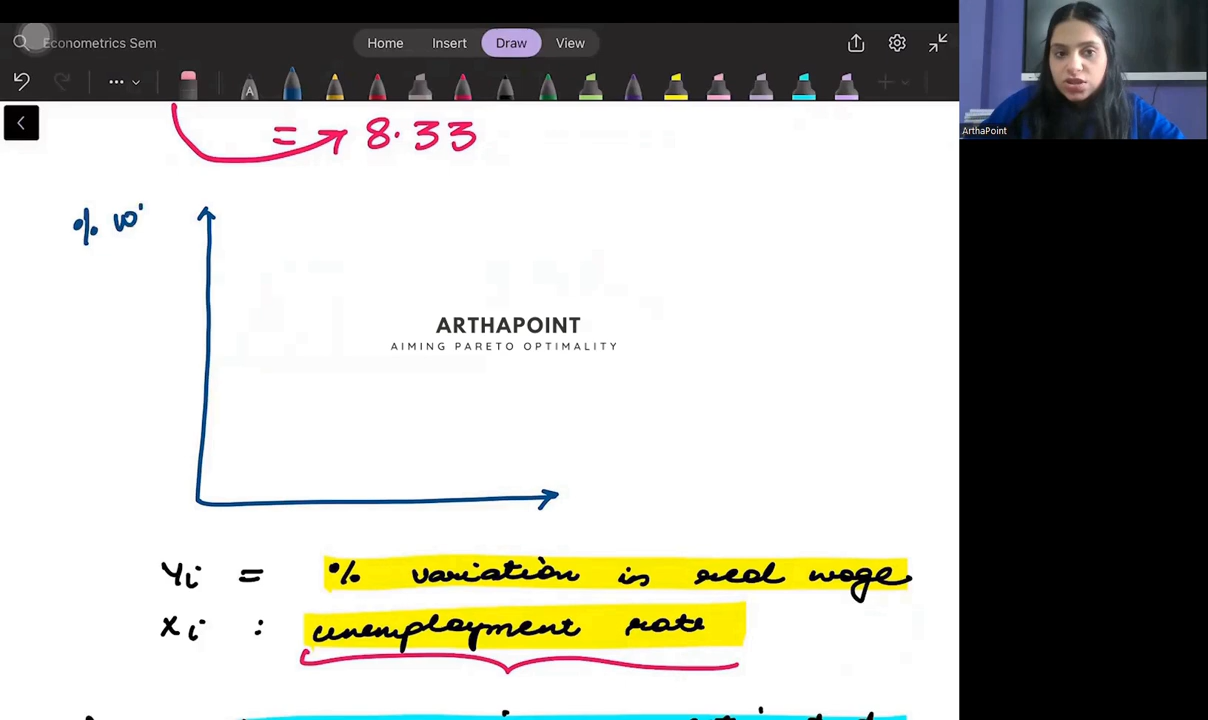 Econometrics Sem
Home Insert Draw View
A
= 8.33
%
ARTHAPOINT
AIMING PARETO OPTIMALITY
Yi = % variation in real wage
Xi : unemployment rate
ArthaPoint